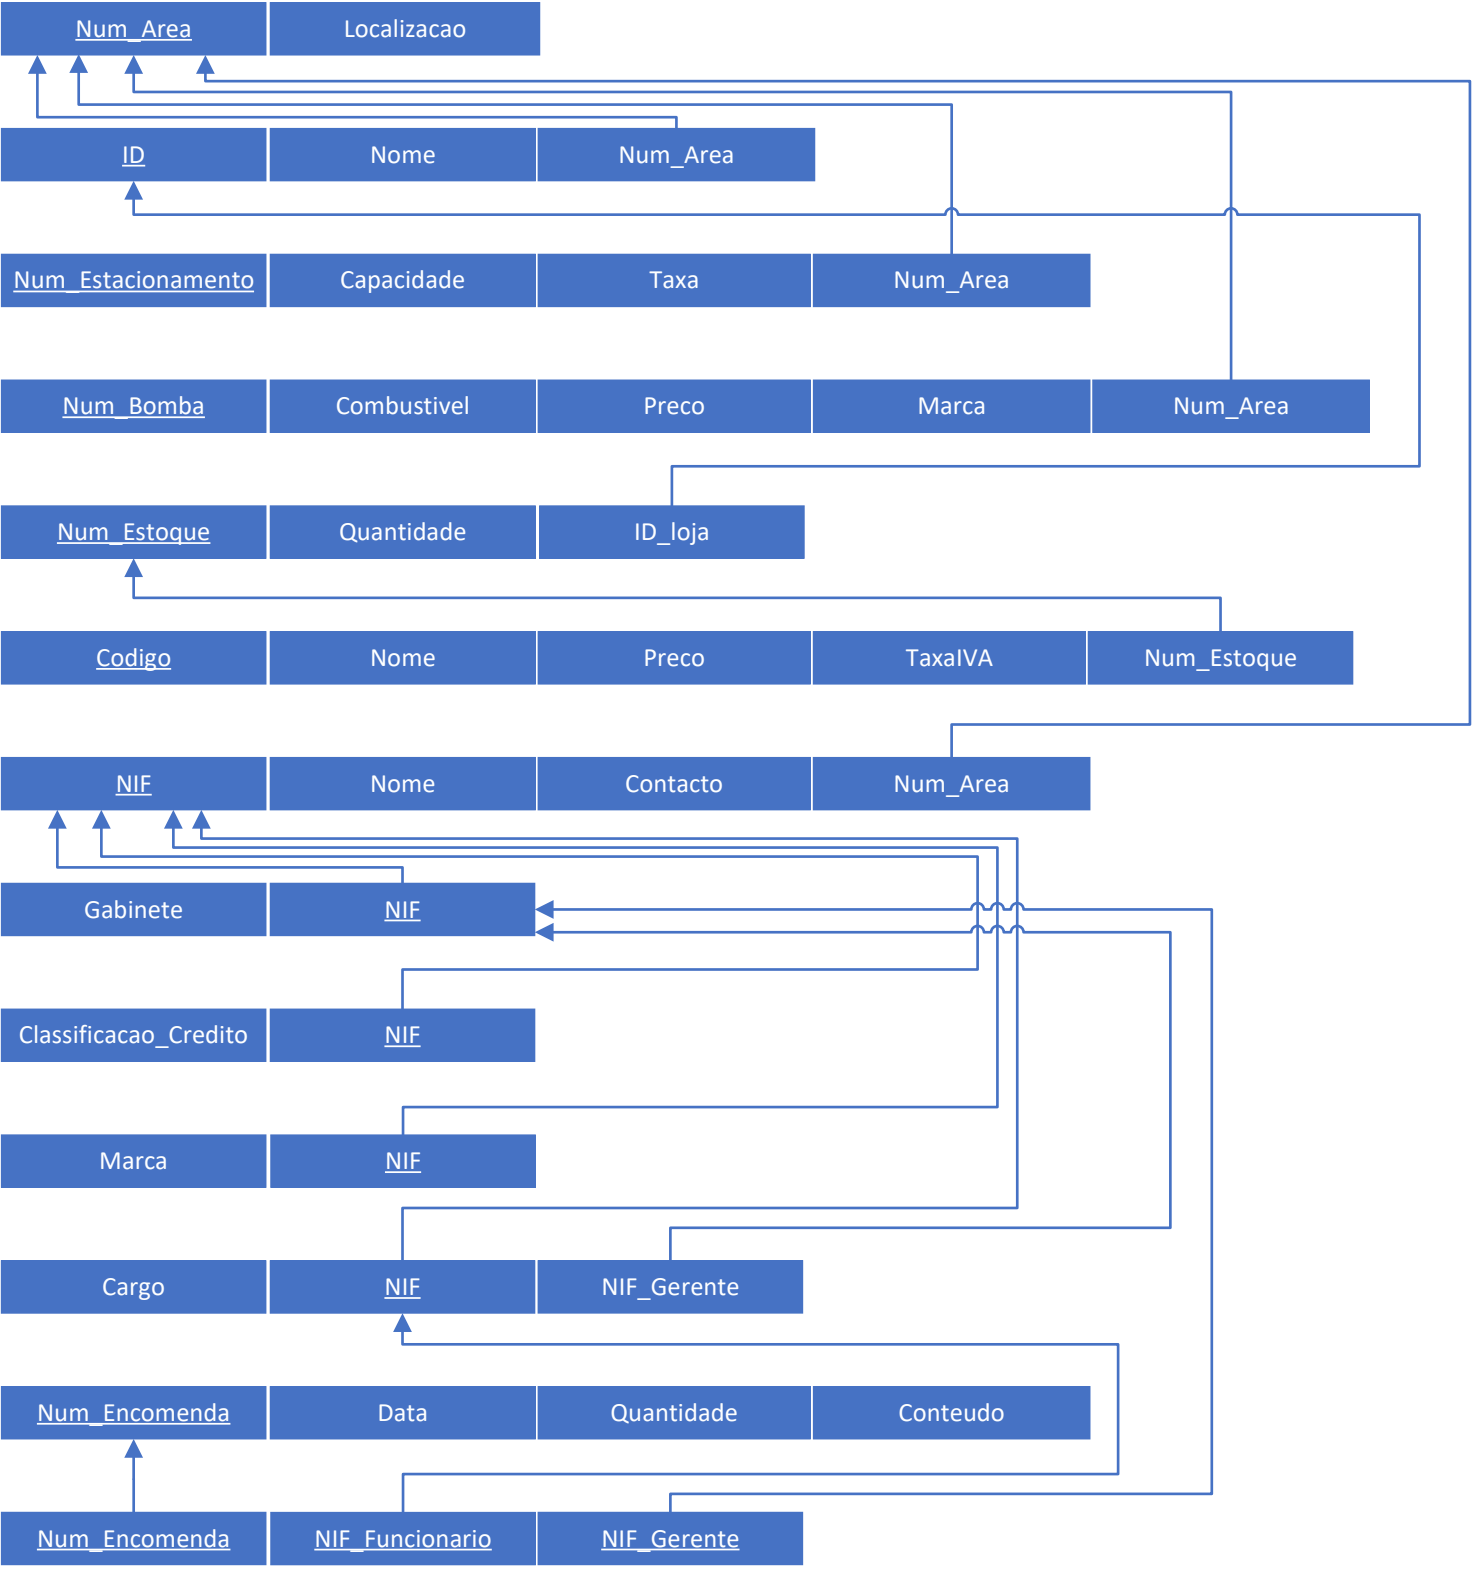 Num_Area Localizacao
ID Nome Num_Area
Num_Estacionamento Capacidade Taxa Num_Area
Num_Bomba Combustivel Preco Marca Num_Area
Num_Estoque Quantidade ID_loja
Codigo Nome Preco TaxaIVA Num_Estoque
NIF Nome Contacto Num_Area
Gabinete NIF
Classificacao_Credito NIF
Marca NIF
Cargo NIF NIF_Gerente
Num_Encomenda Data Quantidade Conteudo
Num_Encomenda NIF_Funcionario NIF_Gerente